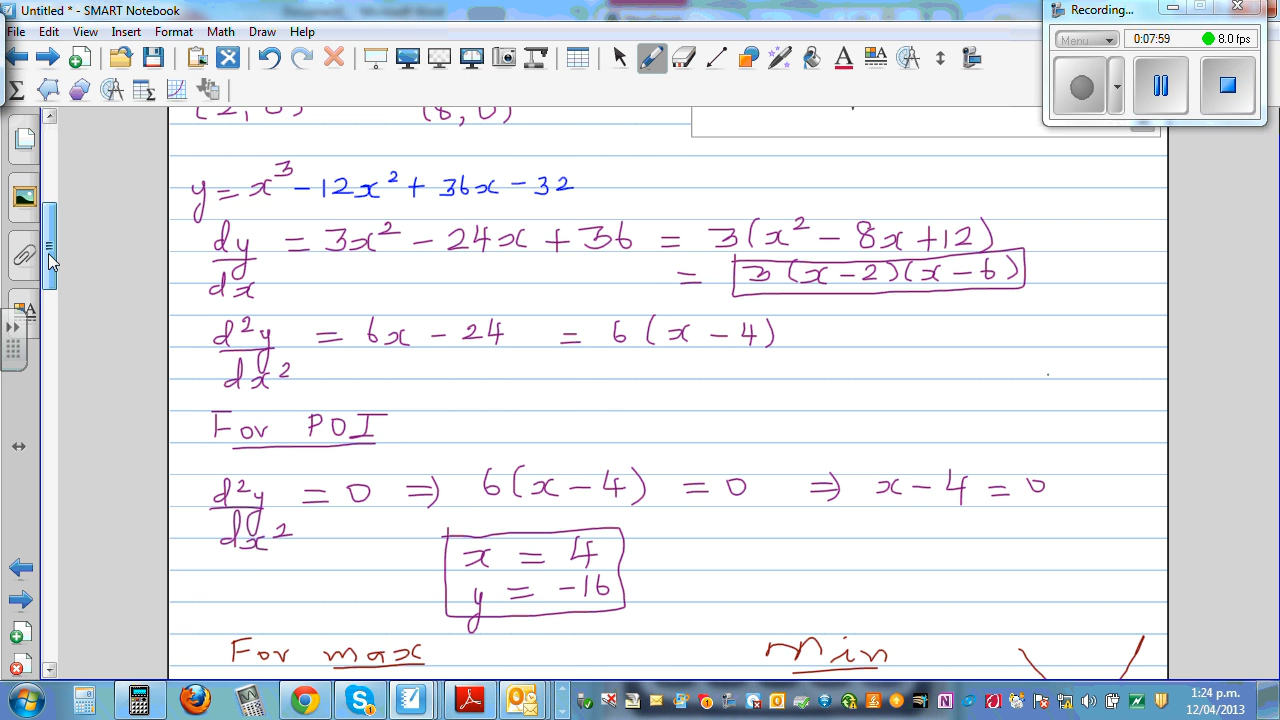 Untitled * - SMART Notebook
Recording...
File Edit View Insert Format Math Draw Help
Menu
0:07:59
8.0 fps
(2, 0) (8, 0)
y = x³ - 12x² + 36x - 32
dy/dx = 3x² - 24x + 36 = 3(x² - 8x + 12)
= 3(x - 2)(x - 6)
d²y/dx² = 6x - 24 = 6(x - 4)
For POI
d²y/dx² = 0 ⇒ 6(x - 4) = 0 ⇒ x - 4 = 0
x = 4
y = -16
For max Min
1:24 p.m.
12/04/2013